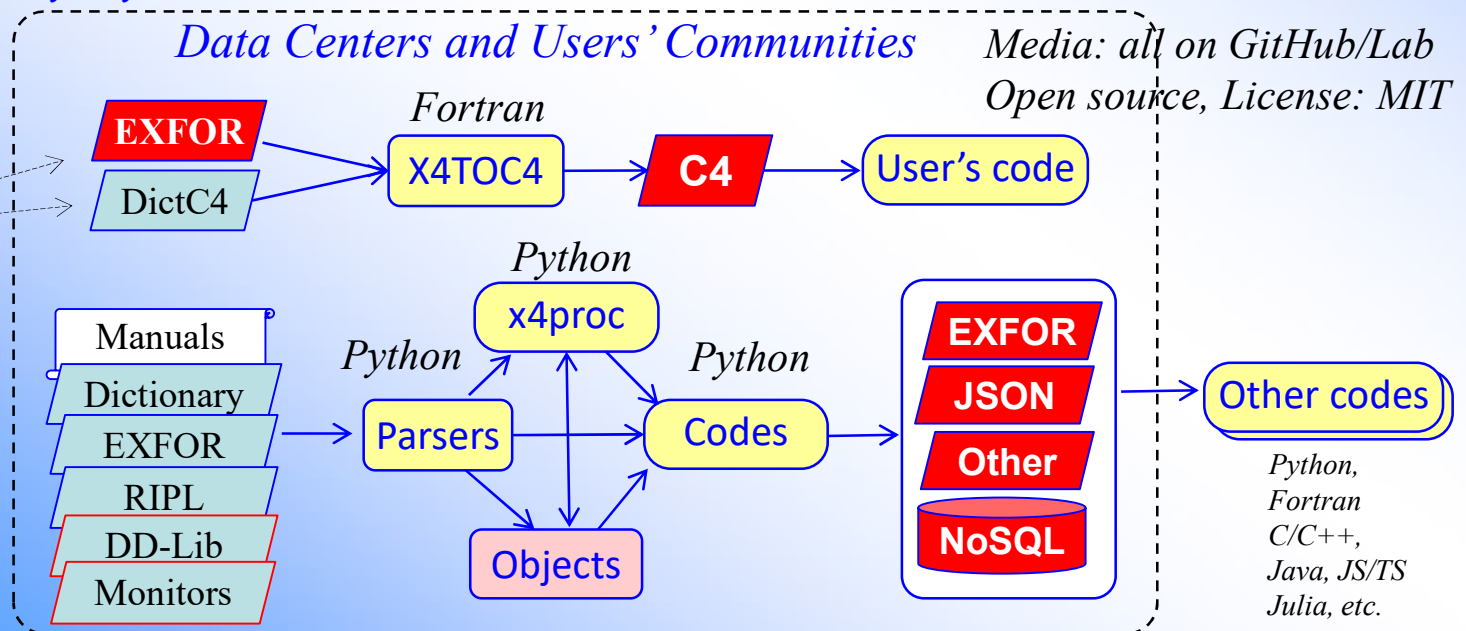 Data Centers and Users' Communities
Media: all on GitHub/Lab
Open source, License: MIT
Fortran
EXFOR
DictC4
X4TOC4
C4
User's code
Python
x4proc
Manuals
Dictionary
EXFOR
RIPL
DD-Lib
Monitors
Python
Parsers
Objects
Python
Codes
EXFOR
JSON
Other
NoSQL
Other codes
Python,
Fortran
C/C++,
Java, JS/TS
Julia, etc.